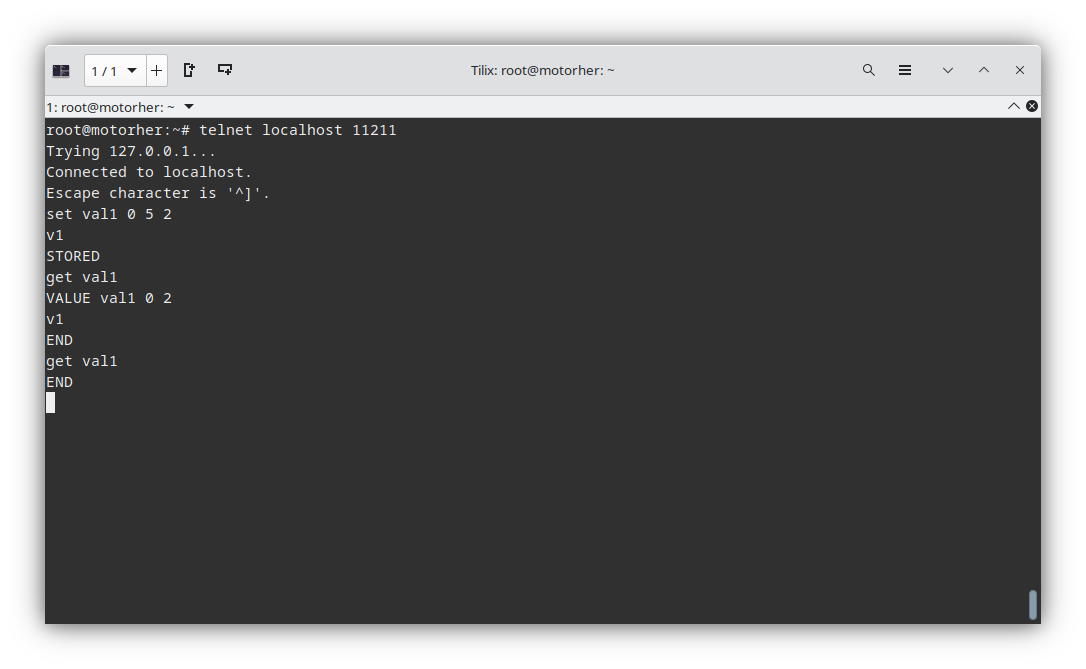 1 / 1
Tilix: root@motorher: ~
1: root@motorher: ~
root@motorher:~# telnet localhost 11211
Trying 127.0.0.1...
Connected to localhost.
Escape character is '^]'.
set val1 0 5 2
v1
STORED
get val1
VALUE val1 0 2
v1
END
get val1
END